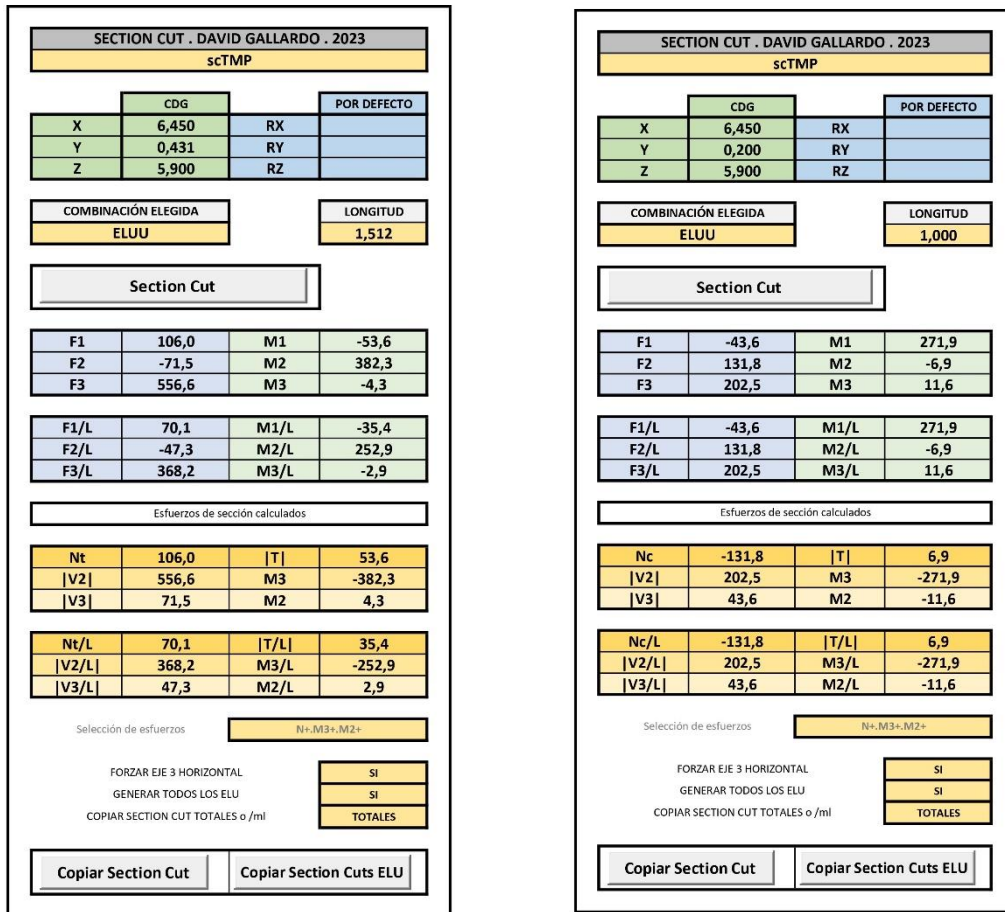 SECTION CUT . DAVID GALLARDO . 2023
scTMP
CDG POR DEFECTO
X 6,450 RX
Y 0,431 RY
Z 5,900 RZ
COMBINACIÓN ELEGIDA LONGITUD
ELUU 1,512
Section Cut
F1 106,0 M1 -53,6
F2 -71,5 M2 382,3
F3 556,6 M3 -4,3
F1/L 70,1 M1/L -35,4
F2/L -47,3 M2/L 252,9
F3/L 368,2 M3/L -2,9
Esfuerzos de sección calculados
Nt 106,0 |T| 53,6
|V2| 556,6 M3 -382,3
|V3| 71,5 M2 4,3
Nt/L 70,1 |T/L| 35,4
|V2/L| 368,2 M3/L -252,9
|V3/L| 47,3 M2/L 2,9
Selección de esfuerzos N+.M3+.M2+
FORZAR EJE 3 HORIZONTAL SI
GENERAR TODOS LOS ELU SI
COPIAR SECTION CUT TOTALES o /ml TOTALES
Copiar Section Cut Copiar Section Cuts ELU
SECTION CUT . DAVID GALLARDO . 2023
scTMP
CDG POR DEFECTO
X 6,450 RX
Y 0,200 RY
Z 5,900 RZ
COMBINACIÓN ELEGIDA LONGITUD
ELUU 1,000
Section Cut
F1 -43,6 M1 271,9
F2 131,8 M2 -6,9
F3 202,5 M3 11,6
F1/L -43,6 M1/L 271,9
F2/L 131,8 M2/L -6,9
F3/L 202,5 M3/L 11,6
Esfuerzos de sección calculados
Nc -131,8 |T| 6,9
|V2| 202,5 M3 -271,9
|V3| 43,6 M2 -11,6
Nc/L -131,8 |T/L| 6,9
|V2/L| 202,5 M3/L -271,9
|V3/L| 43,6 M2/L -11,6
Selección de esfuerzos N+.M3+.M2+
FORZAR EJE 3 HORIZONTAL SI
GENERAR TODOS LOS ELU SI
COPIAR SECTION CUT TOTALES o /ml TOTALES
Copiar Section Cut Copiar Section Cuts ELU